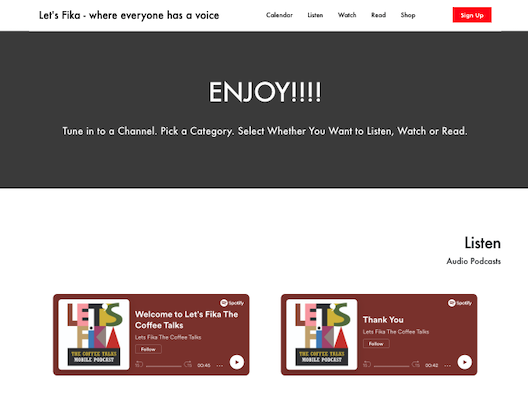 Let's Fika - where everyone has a voice
Calendar Listen Watch Read Shop
Sign Up
ENJOY!!!!
Tune in to a Channel. Pick a Category. Select Whether You Want to Listen, Watch or Read.
Listen
Audio Podcasts
LET'S
FIKA
THE COFFEE TALKS
MOBILE PODCAST
Spotify
Welcome to Let's Fika The
Coffee Talks
Lets Fika The Coffee Talks
Follow
00:45
LET'S
FIKA
THE COFFEE TALKS
MOBILE PODCAST
Spotify
Thank You
Lets Fika The Coffee Talks
Follow
00:42